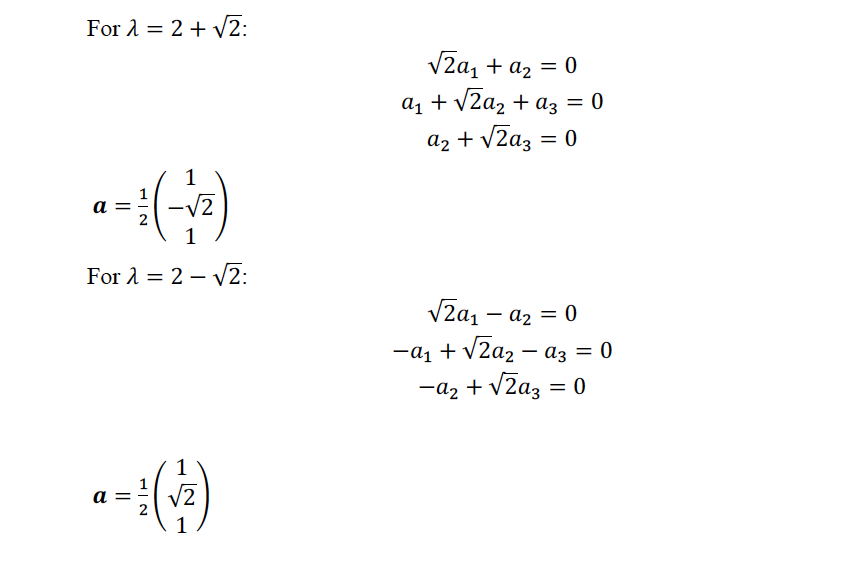 For λ = 2 + √2:
√2a₁ + a₂ = 0
a₁ + √2a₂ + a₃ = 0
a₂ + √2a₃ = 0
𝒂 = ½ (1 −√2 1)
For λ = 2 − √2:
√2a₁ − a₂ = 0
−a₁ + √2a₂ − a₃ = 0
−a₂ + √2a₃ = 0
𝒂 = ½ (1 √2 1)